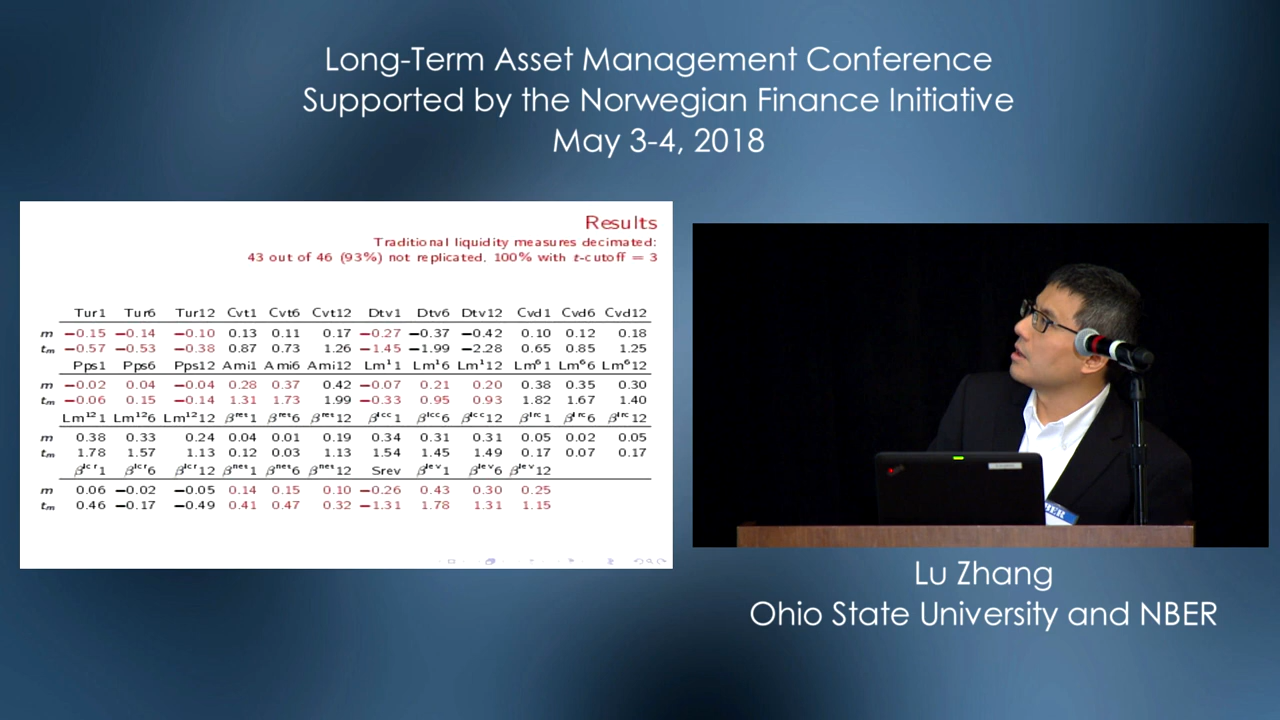 Long-Term Asset Management Conference
Supported by the Norwegian Finance Initiative
May 3-4, 2018
Results
Traditional liquidity measures decimated:
43 out of 46 (93%) not replicated, 100% with t-cutoff = 3
Tur1 Tur6 Tur12 Cvt1 Cvt6 Cvt12 Dtv1 Dtv6 Dtv12 Cvd1 Cvd6 Cvd12
m −0.15 −0.14 −0.10 0.13 0.11 0.17 −0.27 −0.37 −0.42 0.10 0.12 0.18
tm −0.57 −0.53 −0.38 0.87 0.73 1.26 −1.45 −1.99 −2.28 0.65 0.85 1.25
Pps1 Pps6 Pps12 Ami1 Ami6 Ami12 Lm¹1 Lm¹6 Lm¹12 Lm⁶1 Lm⁶6 Lm⁶12
m −0.02 0.04 −0.04 0.28 0.37 0.42 −0.07 0.21 0.20 0.38 0.35 0.30
tm −0.06 0.15 −0.14 1.31 1.73 1.99 −0.33 0.95 0.93 1.82 1.67 1.40
Lm¹²1 Lm¹²6 Lm¹²12 βret1 βret6 βret12 βlcc1 βlcc6 βlcc12 βlrc1 βlrc6 βlrc12
m 0.38 0.33 0.24 0.04 0.01 0.19 0.34 0.31 0.31 0.05 0.02 0.05
tm 1.78 1.57 1.13 0.12 0.03 1.13 1.54 1.45 1.49 0.17 0.07 0.17
βlcr1 βlcr6 βlcr12 βnet1 βnet6 βnet12 Srev βlev1 βlev6 βlev12
m 0.06 −0.02 −0.05 0.14 0.15 0.10 −0.26 0.43 0.30 0.25
tm 0.46 −0.17 −0.49 0.41 0.47 0.32 −1.31 1.78 1.31 1.15
Lu Zhang
Ohio State University and NBER